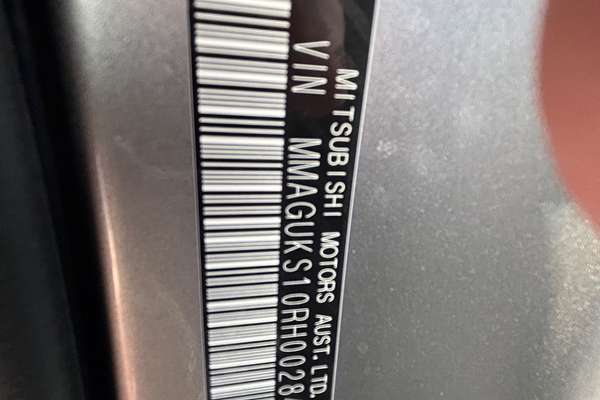 MITSUBISHI MOTORS AUST. LTD.
VIN MMAGUKS10RH0028